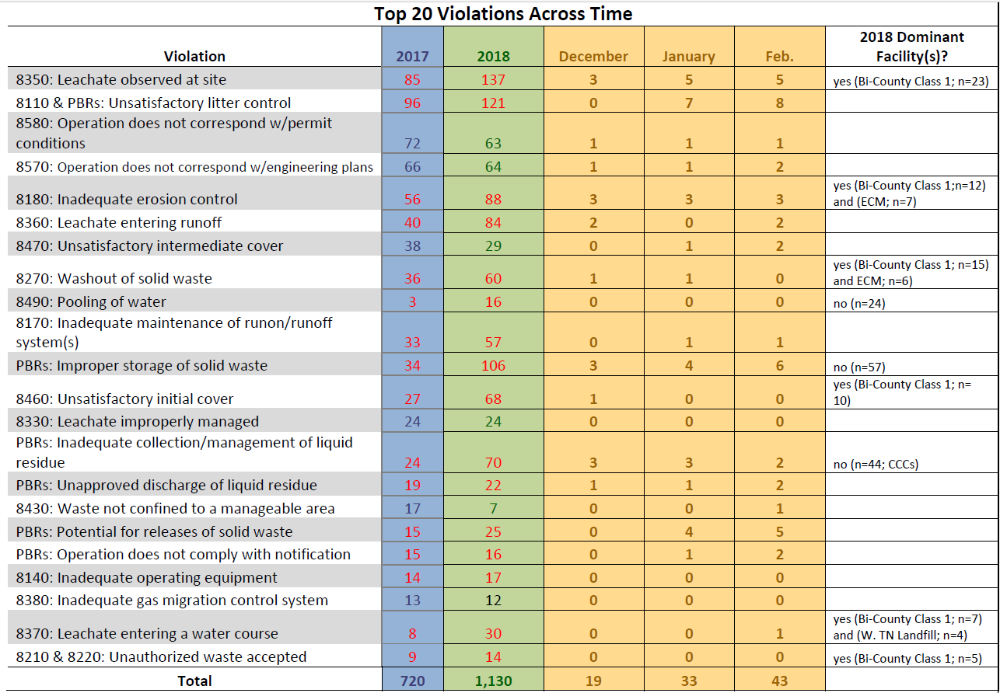 Top 20 Violations Across Time
Violation 2017 2018 December January Feb. 2018 Dominant
Facility(s)?
8350: Leachate observed at site 85 137 3 5 5 yes (Bi-County Class 1; n=23)
8110 & PBRs: Unsatisfactory litter control 96 121 0 7 8
8580: Operation does not correspond w/permit
conditions 72 63 1 1 1
8570: Operation does not correspond w/engineering plans 66 64 1 1 2
8180: Inadequate erosion control 56 88 3 3 3 yes (Bi-County Class 1;n=12)
and (ECM; n=7)
8360: Leachate entering runoff 40 84 2 0 2
8470: Unsatisfactory intermediate cover 38 29 0 1 2
8270: Washout of solid waste 36 60 1 1 0 yes (Bi-County Class 1; n=15)
and ECM; n=6)
8490: Pooling of water 3 16 0 0 0 no (n=24)
8170: Inadequate maintenance of runon/runoff
system(s) 33 57 0 1 1
PBRs: Improper storage of solid waste 34 106 3 4 6 no (n=57)
8460: Unsatisfactory initial cover 27 68 1 0 0 yes (Bi-County Class 1; n=
10)
8330: Leachate improperly managed 24 24 0 0 0
PBRs: Inadequate collection/management of liquid
residue 24 70 3 3 2 no (n=44; CCCs)
PBRs: Unapproved discharge of liquid residue 19 22 1 1 2
8430: Waste not confined to a manageable area 17 7 0 0 1
PBRs: Potential for releases of solid waste 15 25 0 4 5
PBRs: Operation does not comply with notification 15 16 0 1 2
8140: Inadequate operating equipment 14 17 0 0 0
8380: Inadequate gas migration control system 13 12 0 0 0
8370: Leachate entering a water course 8 30 0 0 1 yes (Bi-County Class 1; n=7)
and (W. TN Landfill; n=4)
8210 & 8220: Unauthorized waste accepted 9 14 0 0 0 yes (Bi-County Class 1; n=5)
Total 720 1,130 19 33 43